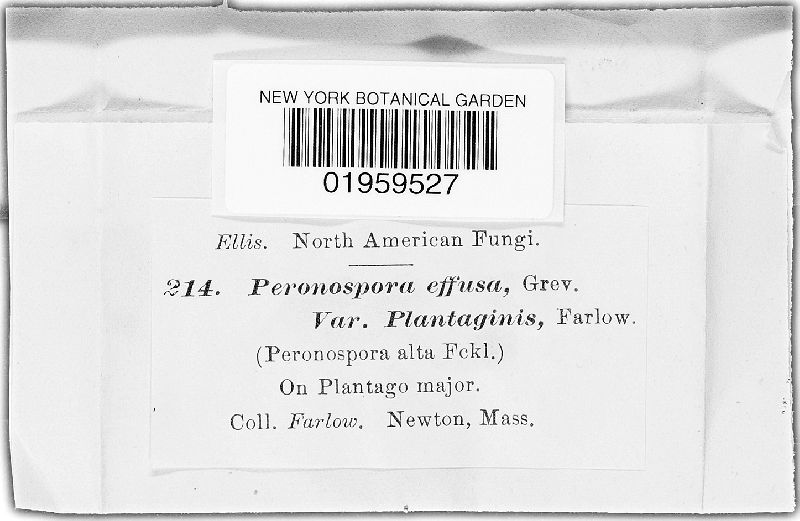 NEW YORK BOTANICAL GARDEN
01959527
Ellis. North American Fungi.
214. Peronospora effusa, Grev.
Var. Plantaginis, Farlow.
(Peronospora alta Fckl.)
On Plantago major.
Coll. Farlow. Newton, Mass.